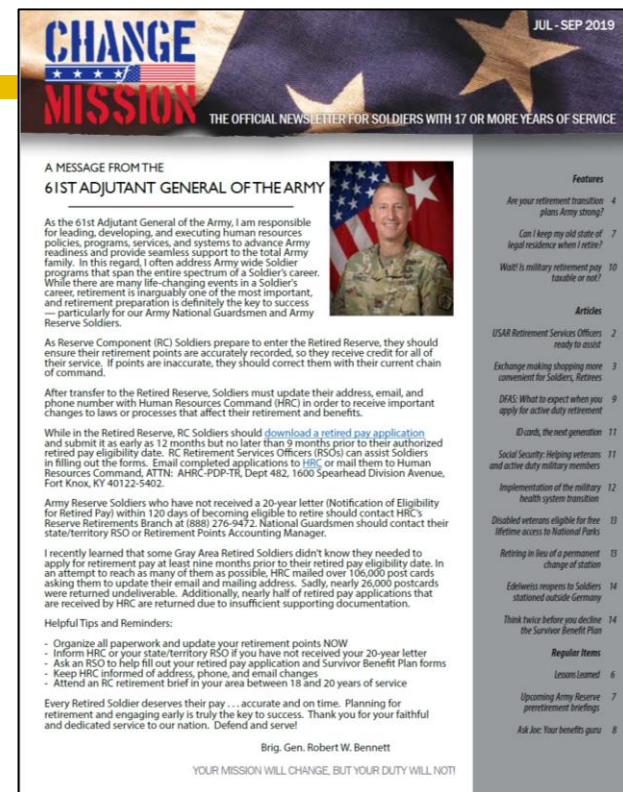 CHANGE
of
MISSION
JUL - SEP 2019
THE OFFICIAL NEWSLETTER FOR SOLDIERS WITH 17 OR MORE YEARS OF SERVICE
A MESSAGE FROM THE
61ST ADJUTANT GENERAL OF THE ARMY
As the 61st Adjutant General of the Army, I am responsible
for leading, developing, and executing human resources
policies, programs, services, and systems to advance Army
readiness and provide seamless support to the total Army
family. In this regard, I often address Army wide Soldier
programs that span the entire spectrum of a Soldier's career.
While there are many life-changing events in a Soldier's
career, retirement is inarguably one of the most important,
and retirement preparation is definitely the key to success
— particularly for our Army National Guardsmen and Army
Reserve Soldiers.
As Reserve Component (RC) Soldiers prepare to enter the Retired Reserve, they should
ensure their retirement points are accurately recorded, so they receive credit for all of
their service. If points are inaccurate, they should correct them with their current chain
of command.
After transfer to the Retired Reserve, Soldiers must update their address, email, and
phone number with Human Resources Command (HRC) in order to receive important
changes to laws or processes that affect their retirement and benefits.
While in the Retired Reserve, RC Soldiers should download a retired pay application
and submit it as early as 12 months but no later than 9 months prior to their authorized
retired pay eligibility date. RC Retirement Services Officers (RSOs) can assist Soldiers
in filling out the forms. Email completed applications to HRC or mail them to Human
Resources Command, ATTN: AHRC-PDP-TR, Dept 482, 1600 Spearhead Division Avenue,
Fort Knox, KY 40122-5402.
Army Reserve Soldiers who have not received a 20-year letter (Notification of Eligibility
for Retired Pay) within 120 days of becoming eligible to retire should contact HRC's
Reserve Retirements Branch at (888) 276-9472. National Guardsmen should contact their
state/territory RSO or Retirement Points Accounting Manager.
I recently learned that some Gray Area Retired Soldiers didn't know they needed to
apply for retirement pay at least nine months prior to their retired pay eligibility date. In
an attempt to reach as many of them as possible, HRC mailed over 106,000 post cards
asking them to update their email and mailing address. Sadly, nearly 26,000 postcards
were returned undeliverable. Additionally, nearly half of retired pay applications that
are received by HRC are returned due to insufficient supporting documentation.
Helpful Tips and Reminders:
- Organize all paperwork and update your retirement points NOW
- Inform HRC or your state/territory RSO if you have not received your 20-year letter
- Ask an RSO to help fill out your retired pay application and Survivor Benefit Plan forms
- Keep HRC informed of address, phone, and email changes
- Attend an RC retirement brief in your area between 18 and 20 years of service
Every Retired Soldier deserves their pay . . . accurate and on time. Planning for
retirement and engaging early is truly the key to success. Thank you for your faithful
and dedicated service to our nation. Defend and serve!
Brig. Gen. Robert W. Bennett
YOUR MISSION WILL CHANGE, BUT YOUR DUTY WILL NOT!
Features
Are your retirement transition 4
plans Army strong?
Can I keep my old state of 7
legal residence when I retire?
Wait! Is military retirement pay 10
taxable or not?
Articles
USAR Retirement Services Officers 2
ready to assist
Exchange making shopping more 3
convenient for Soldiers, Retirees
DFAS: What to expect when you 9
apply for active duty retirement
ID cards, the next generation 11
Social Security: Helping veterans 11
and active duty military members
Implementation of the military 12
health system transition
Disabled veterans eligible for free 13
lifetime access to National Parks
Retiring in lieu of a permanent 13
change of station
Edelweiss reopens to Soldiers 14
stationed outside Germany
Think twice before you decline 14
the Survivor Benefit Plan
Regular Items
Lessons Learned 6
Upcoming Army Reserve 7
preretirement briefings
Ask Joe: Your benefits guru 8